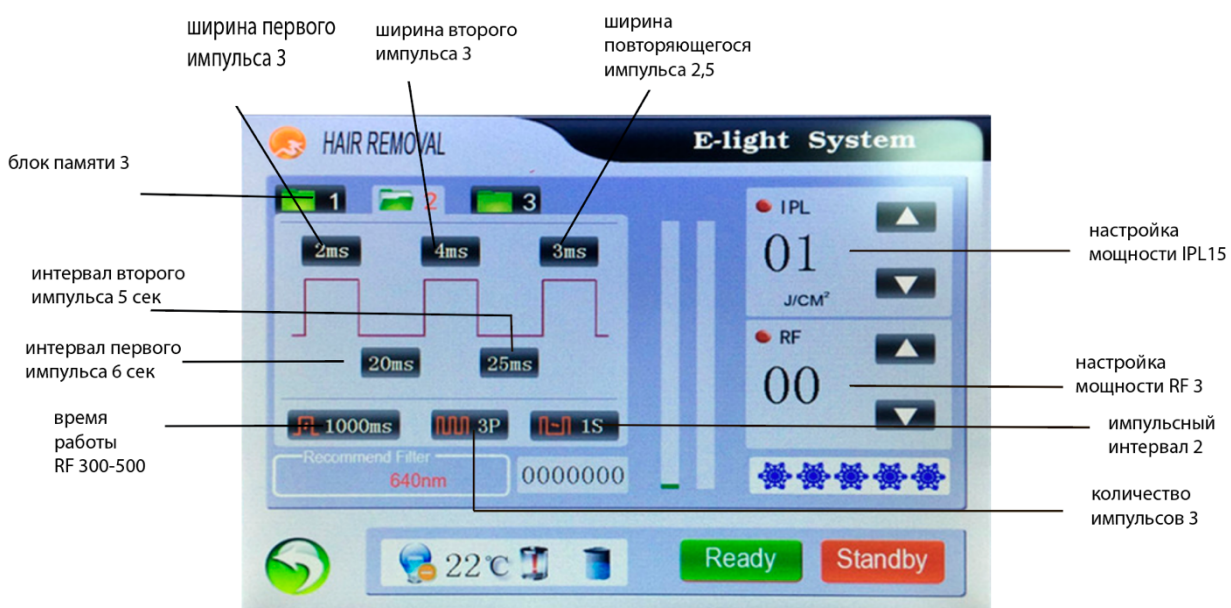 ширина первого
импульса 3
ширина второго
импульса 3
ширина
повторяющегося
импульса 2,5
блок памяти 3
интервал второго
импульса 5 сек
интервал первого
импульса 6 сек
время
работы
RF 300-500
HAIR REMOVAL
E-light System
1
2
3
2ms
4ms
3ms
20ms
25ms
1000ms
3P
1S
Recommend Filter
640nm
0000000
IPL
01
J/CM²
RF
00
22℃
Ready
Standby
настройка
мощности IPL15
настройка
мощности RF 3
импульсный
интервал 2
количество
импульсов 3